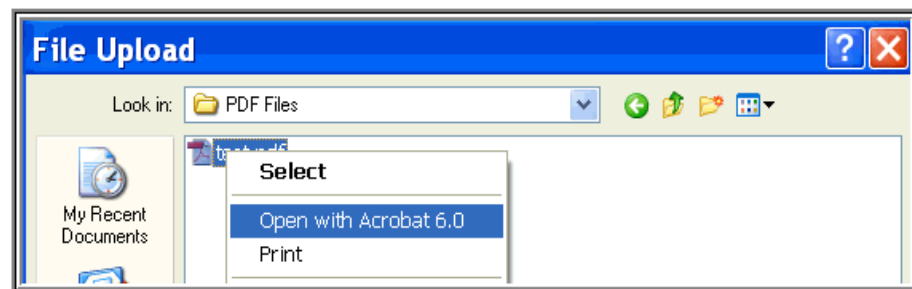 File Upload
Look in: PDF Files
Select
Open with Acrobat 6.0
My Recent
Documents
Print